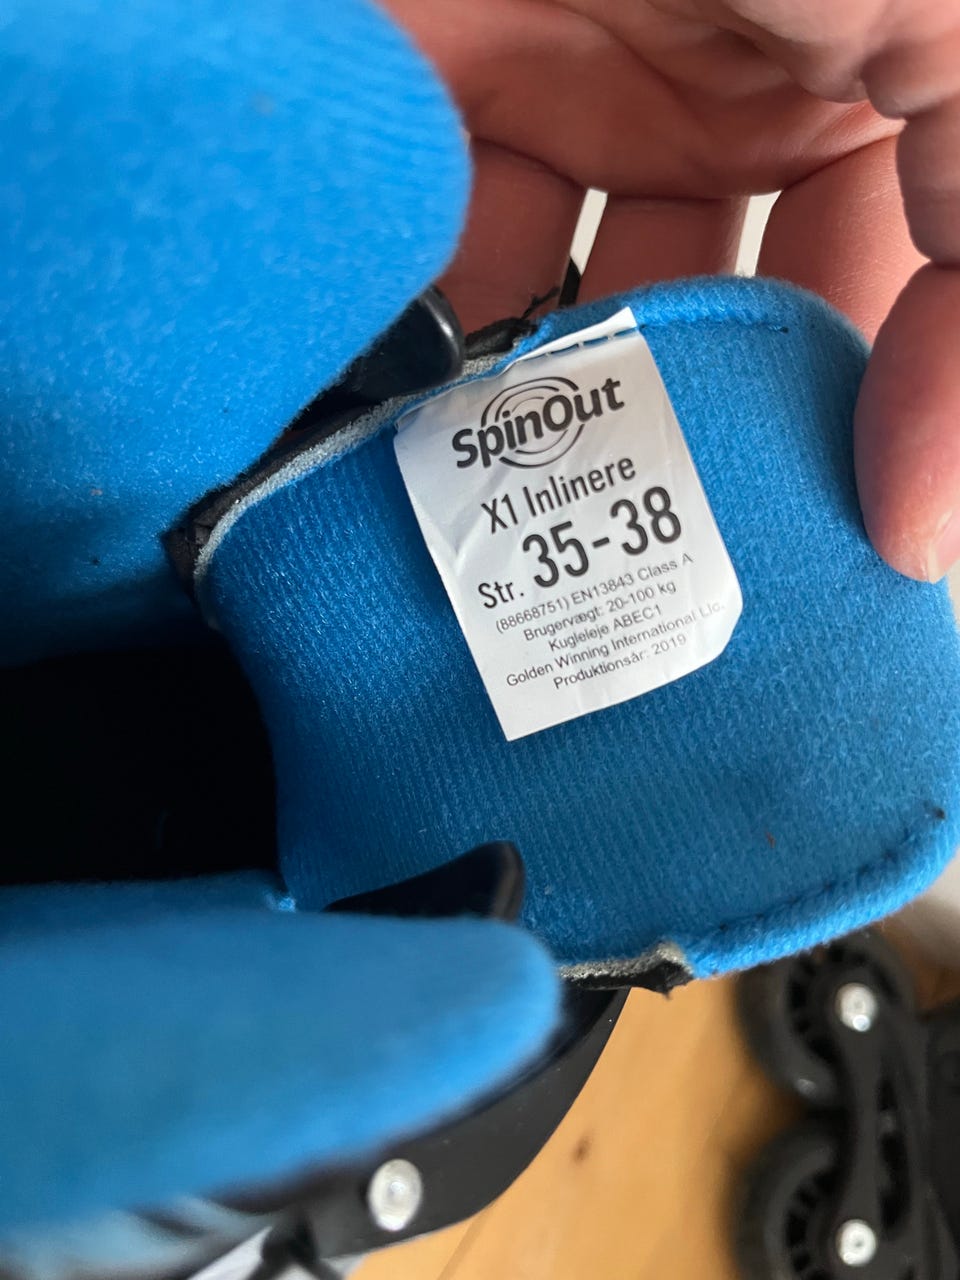 SpinOut
X1 Inlinere
Str. 35-38
(88668751) EN13843 Class A
Brugervægt: 20-100 kg
Kugleleje ABEC1
Golden Winning International Llc.
Produktionsår: 2019